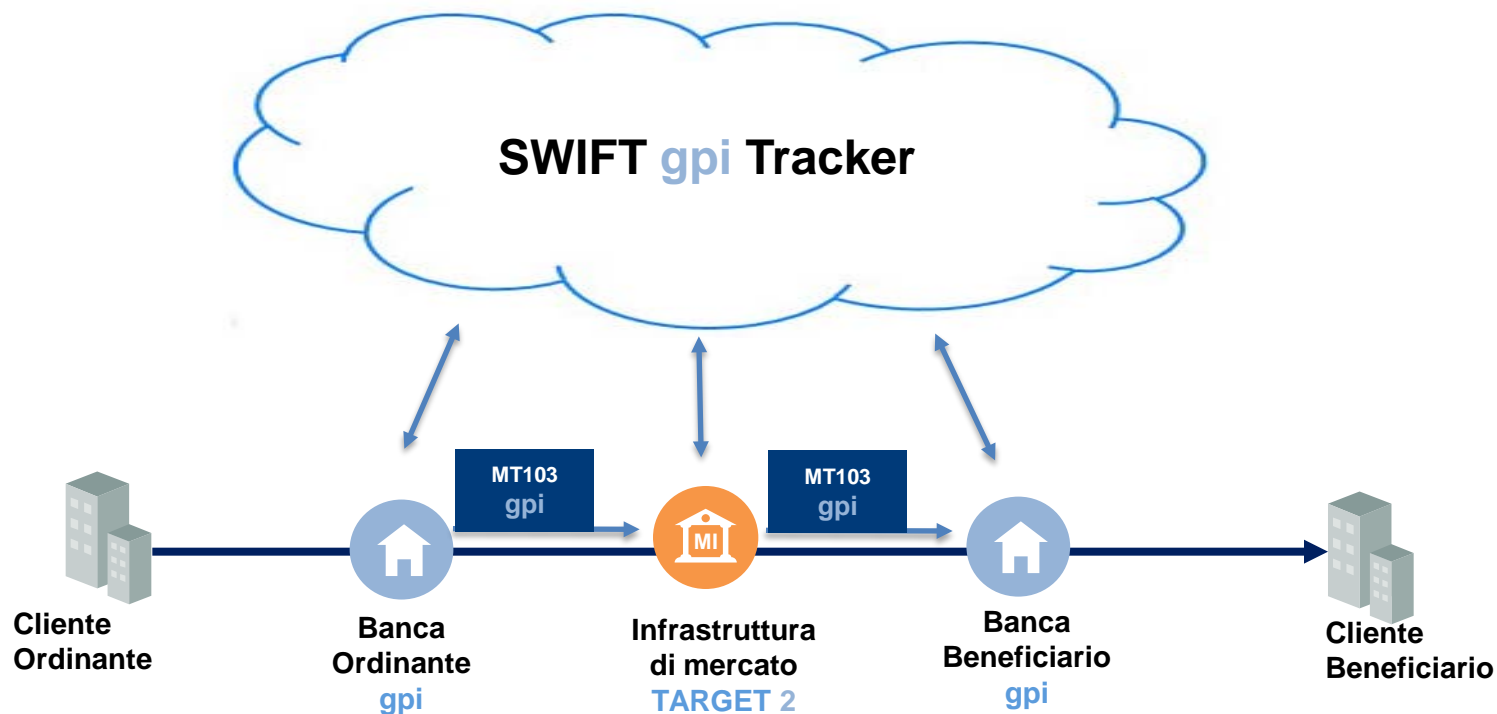 SWIFT gpi Tracker
MT103
gpi
MT103
gpi
MI
Cliente
Ordinante
Banca
Ordinante
gpi
Infrastruttura
di mercato
TARGET 2
Banca
Beneficiario
gpi
Cliente
Beneficiario